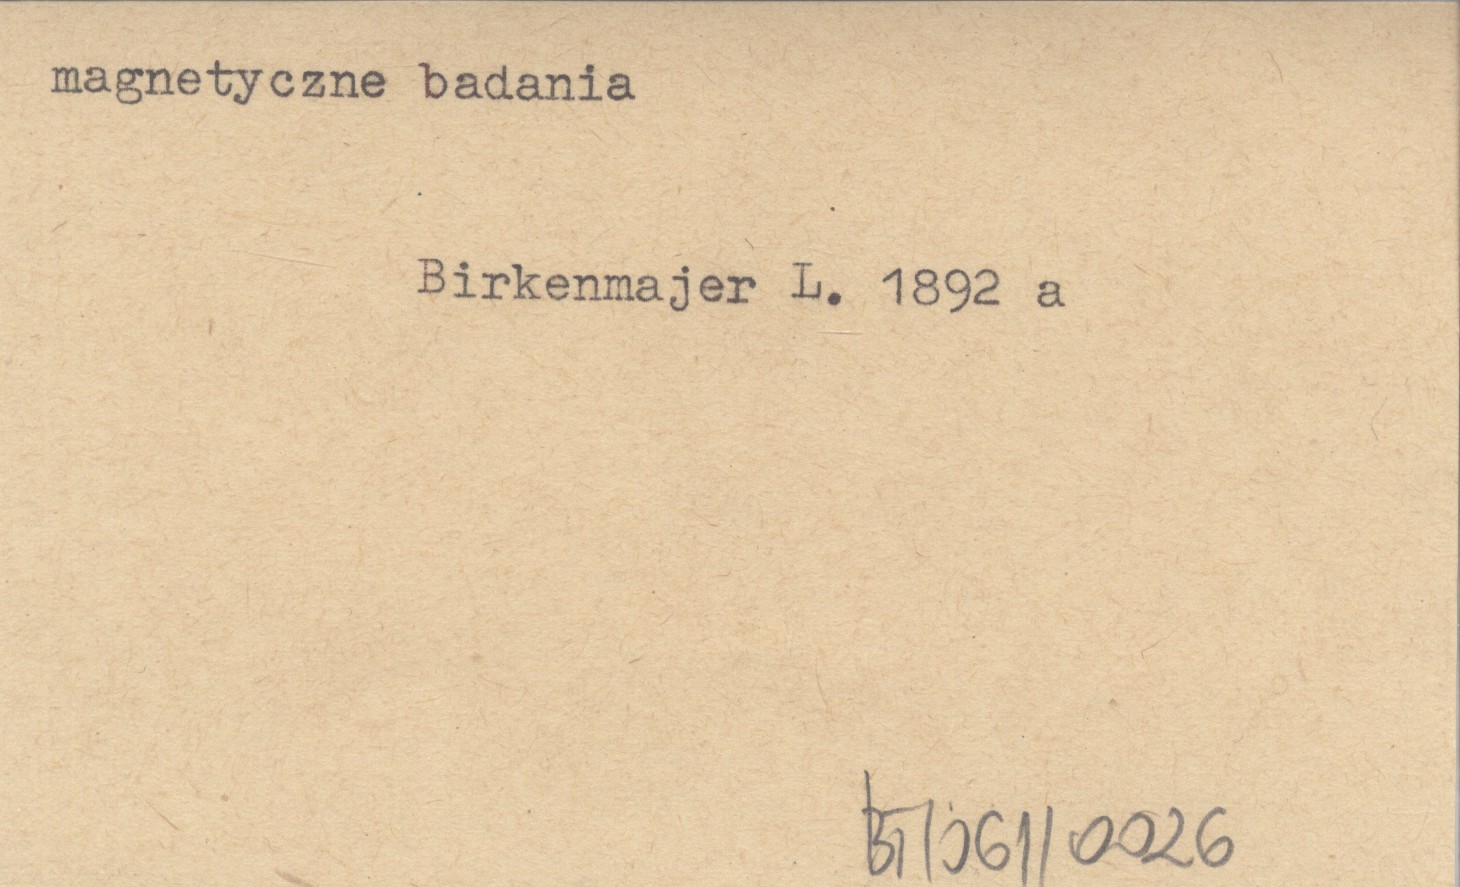 magnetyczne badania
Birkenmajer L. 1892 a
BT/061/0026